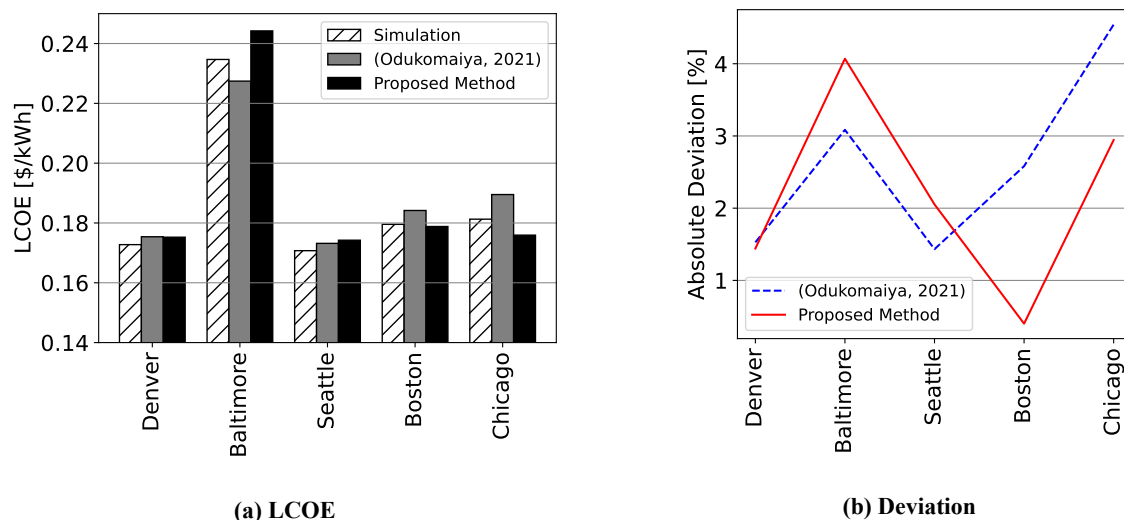 LCOE [$/kWh]
0.24
0.22
0.20
0.18
0.16
0.14
Simulation
(Odukomaiya, 2021)
Proposed Method
Denver
Baltimore
Seattle
Boston
Chicago
(a) LCOE
Absolute Deviation [%]
4
3
2
1
(Odukomaiya, 2021)
Proposed Method
Denver
Baltimore
Seattle
Boston
Chicago
(b) Deviation